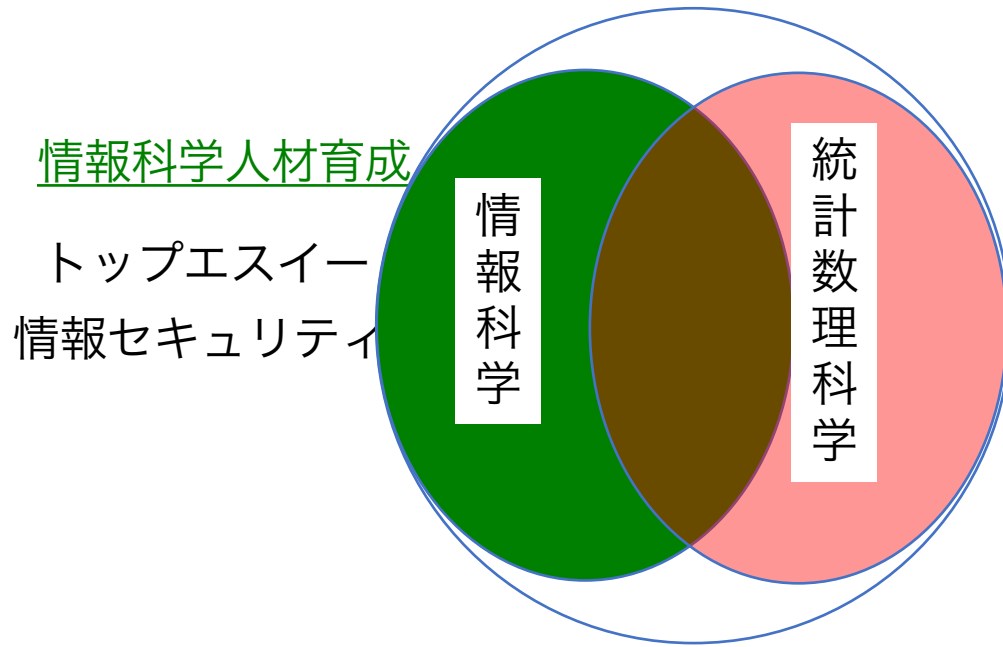 情報科学人材育成
トップエスイー
情報セキュリティ
情報科学
統計数理科学